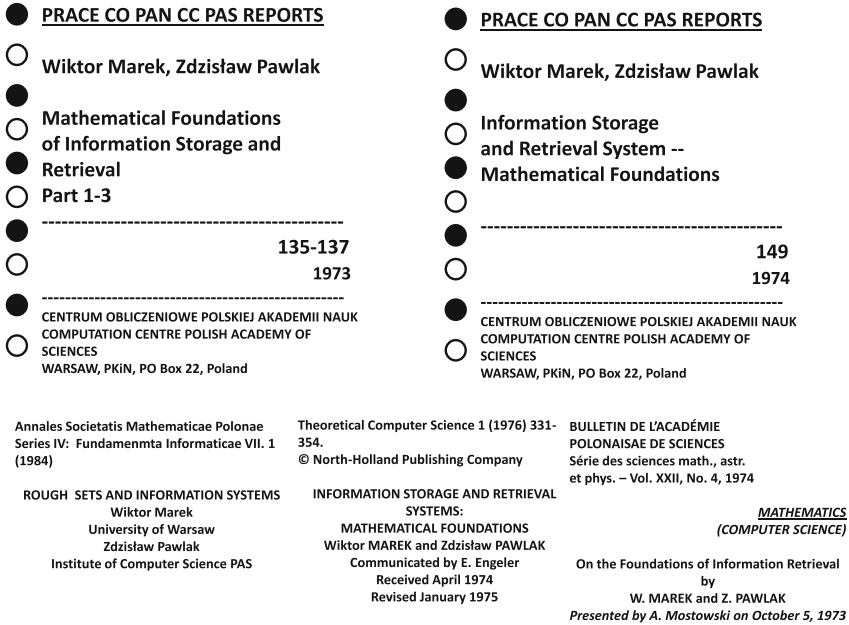 PRACE CO PAN CC PAS REPORTS
Wiktor Marek, Zdzisław Pawlak
Mathematical Foundations
of Information Storage and
Retrieval
Part 1-3
----------------------------------------------
135-137
1973
----------------------------------------------
CENTRUM OBLICZENIOWE POLSKIEJ AKADEMII NAUK
COMPUTATION CENTRE POLISH ACADEMY OF
SCIENCES
WARSAW, PKiN, PO Box 22, Poland
PRACE CO PAN CC PAS REPORTS
Wiktor Marek, Zdzisław Pawlak
Information Storage
and Retrieval System --
Mathematical Foundations
----------------------------------------------
149
1974
----------------------------------------------
CENTRUM OBLICZENIOWE POLSKIEJ AKADEMII NAUK
COMPUTATION CENTRE POLISH ACADEMY OF
SCIENCES
WARSAW, PKiN, PO Box 22, Poland
Annales Societatis Mathematicae Polonae
Series IV: Fundamenmta Informaticae VII. 1
(1984)
ROUGH SETS AND INFORMATION SYSTEMS
Wiktor Marek
University of Warsaw
Zdzisław Pawlak
Institute of Computer Science PAS
Theoretical Computer Science 1 (1976) 331-
354.
© North-Holland Publishing Company
INFORMATION STORAGE AND RETRIEVAL
SYSTEMS:
MATHEMATICAL FOUNDATIONS
Wiktor MAREK and Zdzisław PAWLAK
Communicated by E. Engeler
Received April 1974
Revised January 1975
BULLETIN DE L'ACADÉMIE
POLONAISAE DE SCIENCES
Série des sciences math., astr.
et phys. – Vol. XXII, No. 4, 1974
MATHEMATICS
(COMPUTER SCIENCE)
On the Foundations of Information Retrieval
by
W. MAREK and Z. PAWLAK
Presented by A. Mostowski on October 5, 1973